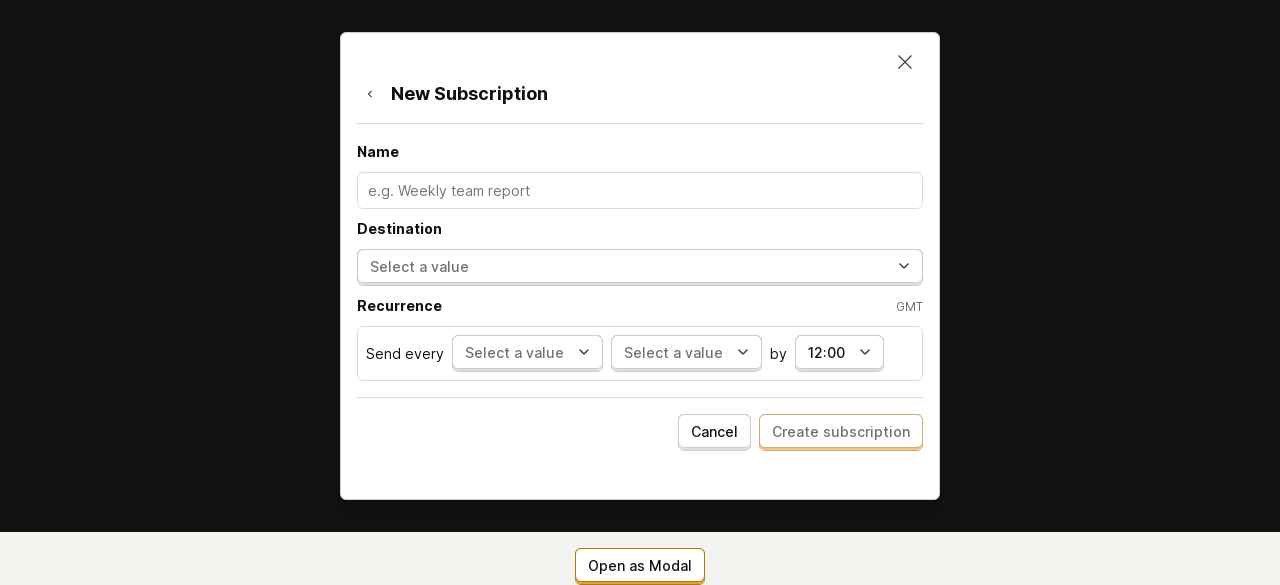 New Subscription
Name
e.g. Weekly team report
Destination
Select a value
Recurrence GMT
Send every Select a value Select a value by 12:00
Cancel Create subscription
Open as Modal